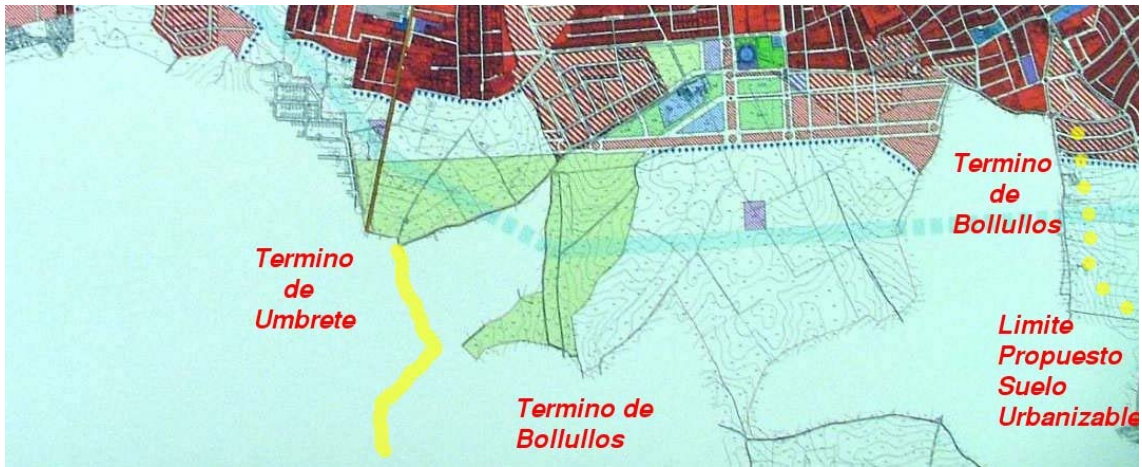 Termino
de
Umbrete
Termino de
Bollullos
Termino
de
Bollullos
Limite
Propuesto
Suelo
Urbanizable